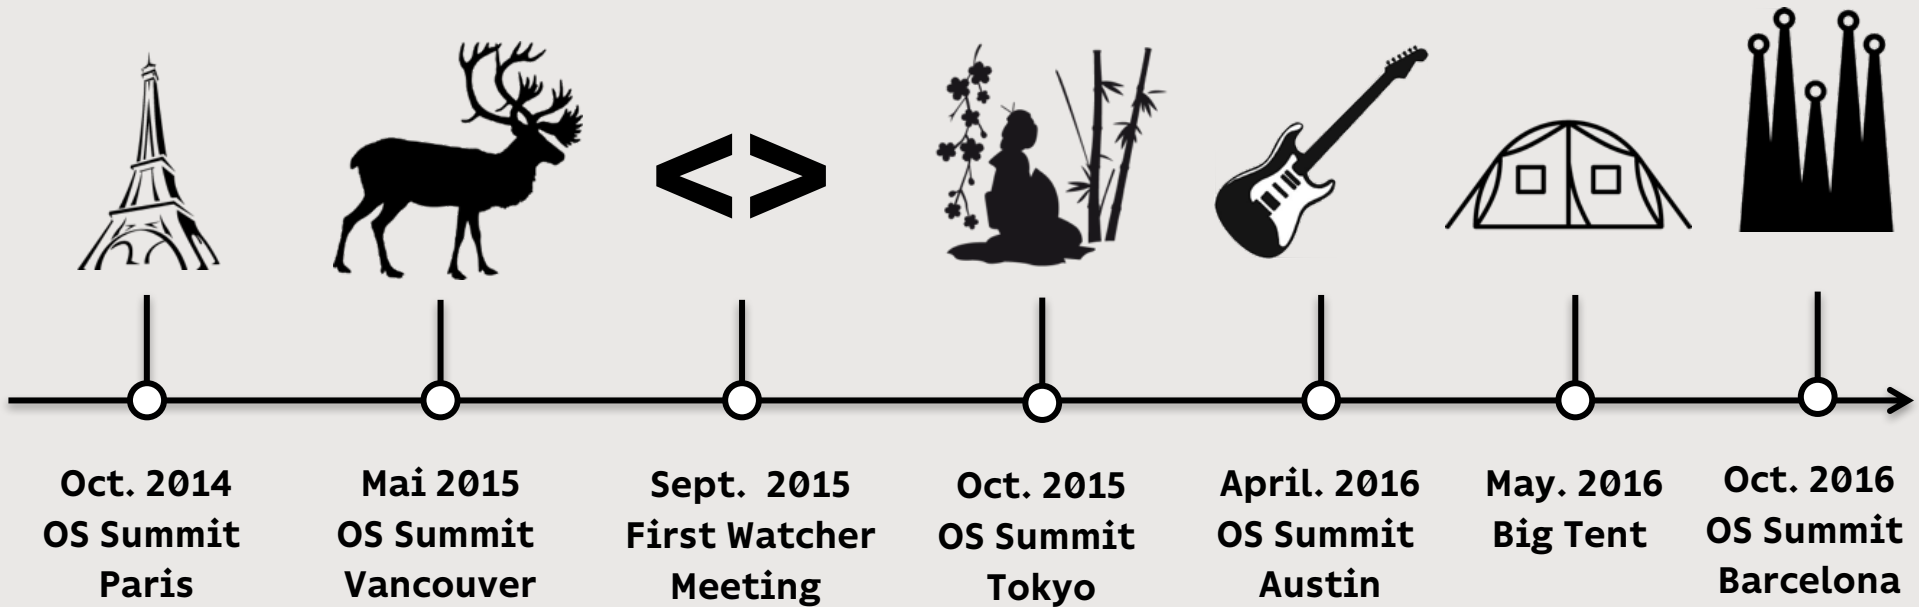 <>
Oct. 2014
OS Summit
Paris
Mai 2015
OS Summit
Vancouver
Sept. 2015
First Watcher
Meeting
Oct. 2015
OS Summit
Tokyo
April. 2016
OS Summit
Austin
May. 2016
Big Tent
Oct. 2016
OS Summit
Barcelona